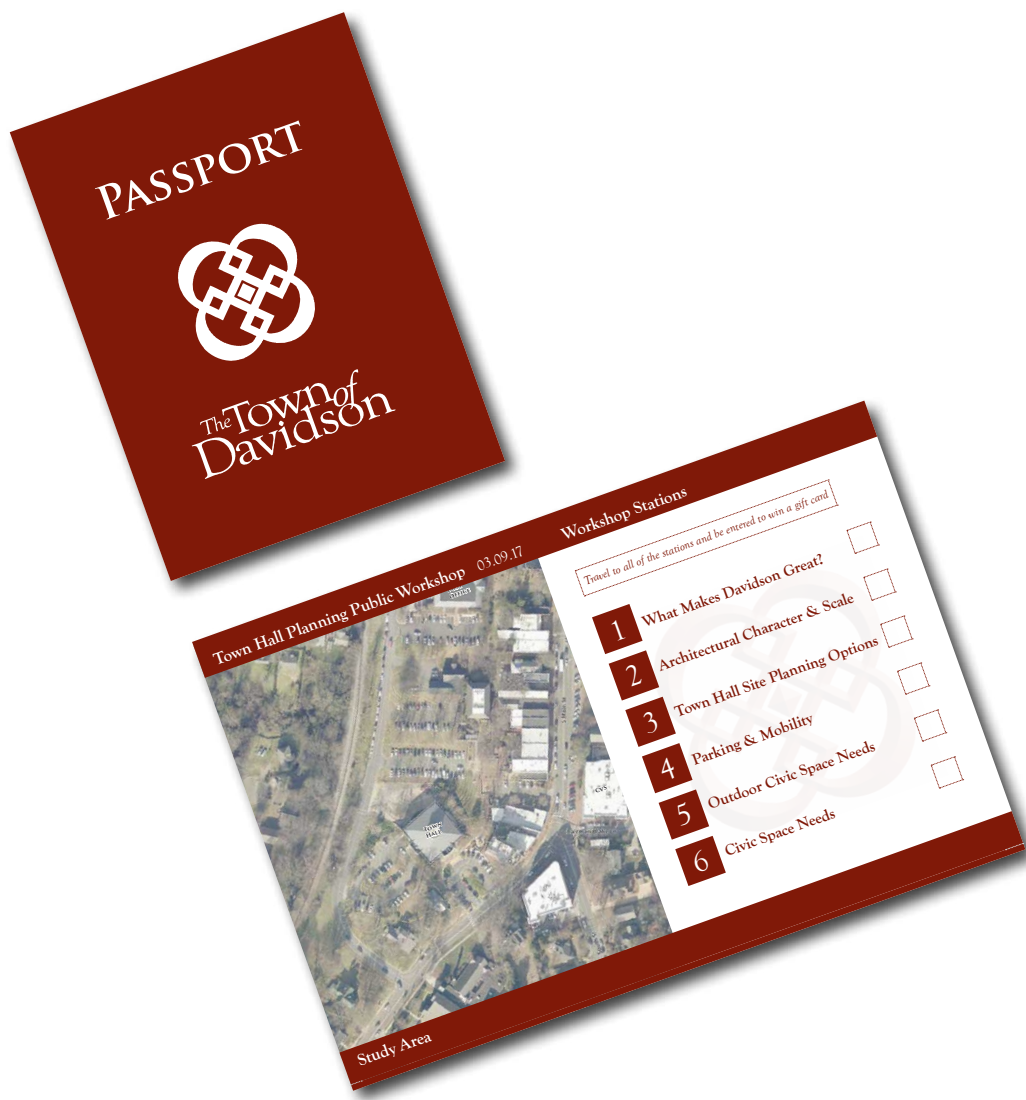 PASSPORT
The Town of
Davidson
Town Hall Planning Public Workshop 03.09.17
Workshop Stations
Travel to all of the stations and be entered to win a gift card
1 What Makes Davidson Great?
2 Architectural Character & Scale
3 Town Hall Site Planning Options
4 Parking & Mobility
5 Outdoor Civic Space Needs
6 Civic Space Needs
OFFICE
CVS
TOWN
HALL
Study Area